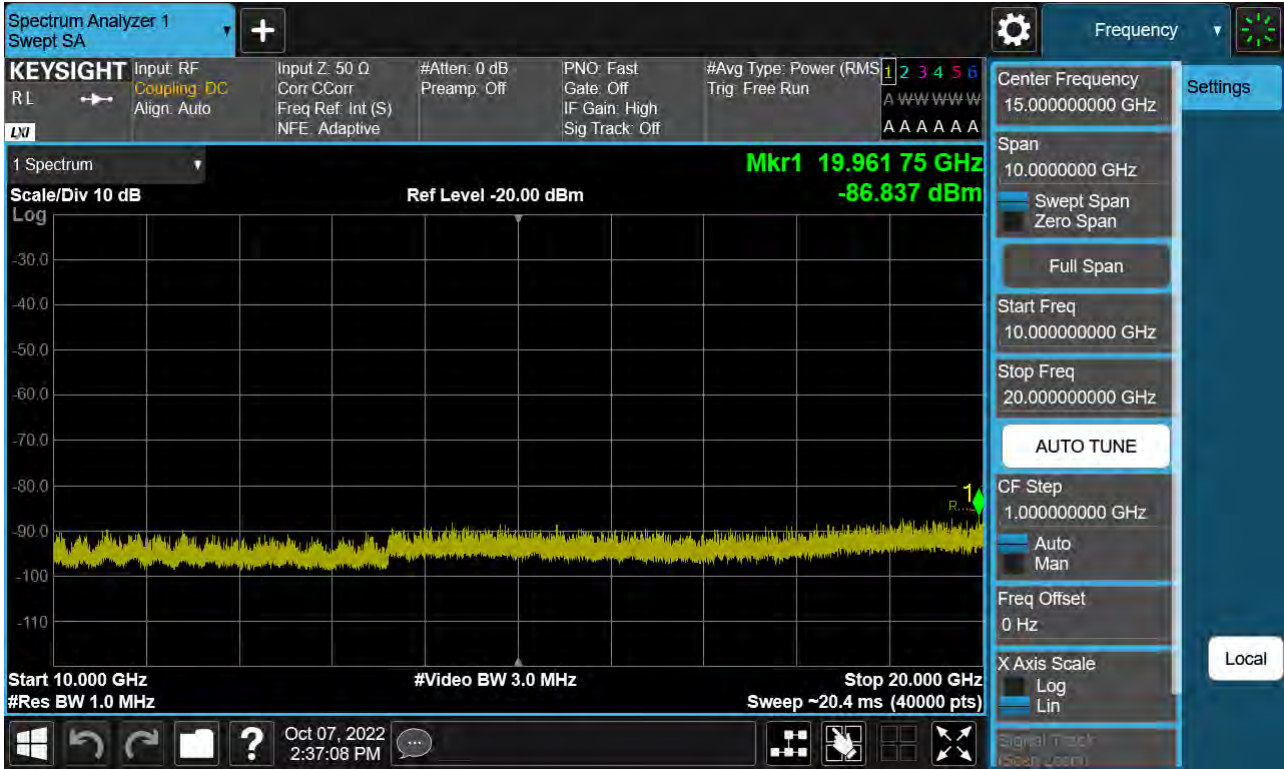 Spectrum Analyzer 1
Swept SA
+
Frequency
KEYSIGHT
R L
LXI
Input: RF
Coupling: DC
Align: Auto
Input Z: 50 Ω
Corr CCorr
Freq Ref: Int (S)
NFE: Adaptive
#Atten: 0 dB
Preamp: Off
PNO: Fast
Gate: Off
IF Gain: High
Sig Track: Off
#Avg Type: Power (RMS
Trig: Free Run
1 2 3 4 5 6
A W W W W W
A A A A A A
1 Spectrum
Scale/Div 10 dB
Log
Ref Level -20.00 dBm
Mkr1 19.961 75 GHz
-86.837 dBm
-30.0
-40.0
-50.0
-60.0
-70.0
-80.0
-90.0
-100
-110
1
Start 10.000 GHz
#Res BW 1.0 MHz
#Video BW 3.0 MHz
Stop 20.000 GHz
Sweep ~20.4 ms (40000 pts)
Center Frequency
15.000000000 GHz
Span
10.0000000 GHz
Swept Span
Zero Span
Full Span
Start Freq
10.000000000 GHz
Stop Freq
20.000000000 GHz
AUTO TUNE
CF Step
1.000000000 GHz
Auto
Man
Freq Offset
0 Hz
X Axis Scale
Log
Lin
Signal Track
(Span Zoom)
Settings
Local
?
Oct 07, 2022
2:37:08 PM